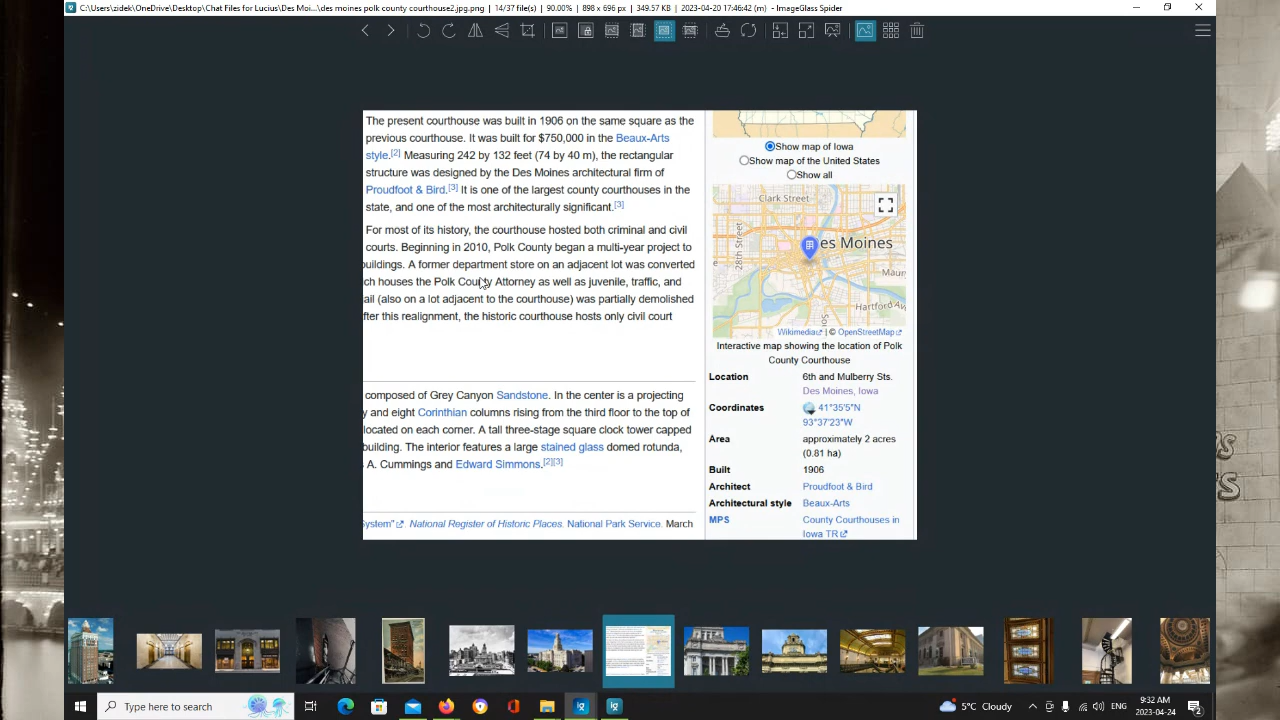 C:\Users\zidek\OneDrive\Desktop\Chat Files for Lucius\Des Moi...\des moines polk county courthouse2.jpg.png | 14/37 file(s) | 90.00% | 898 x 696 px | 349.57 KB | 2023-04-20 17:46:42 (m) - ImageGlass Spider
The present courthouse was built in 1906 on the same square as the
previous courthouse. It was built for $750,000 in the Beaux-Arts
style.[2] Measuring 242 by 132 feet (74 by 40 m), the rectangular
structure was designed by the Des Moines architectural firm of
Proudfoot & Bird.[3] It is one of the largest county courthouses in the
state, and one of the most architecturally significant.[3]
For most of its history, the courthouse hosted both criminal and civil
courts. Beginning in 2010, Polk County began a multi-year project to
buildings. A former department store on an adjacent lot was converted
ch houses the Polk County Attorney as well as juvenile, traffic, and
ail (also on a lot adjacent to the courthouse) was partially demolished
fter this realignment, the historic courthouse hosts only civil court
composed of Grey Canyon Sandstone. In the center is a projecting
y and eight Corinthian columns rising from the third floor to the top of
located on each corner. A tall three-stage square clock tower capped
building. The interior features a large stained glass domed rotunda,
A. Cummings and Edward Simmons.[2][3]
System" National Register of Historic Places. National Park Service. March
Show map of Iowa
Show map of the United States
Show all
Clark Street
28th Street
Des Moines
Maur
Hartford Av
So
Wikimedia | © OpenStreetMap
Interactive map showing the location of Polk
County Courthouse
Location 6th and Mulberry Sts.
Des Moines, Iowa
Coordinates 41°35′5″N
93°37′23″W
Area approximately 2 acres
(0.81 ha)
Built 1906
Architect Proudfoot & Bird
Architectural style Beaux-Arts
MPS County Courthouses in
Iowa TR
Type here to search
5°C Cloudy
ENG
9:32 AM
2023-04-24
2